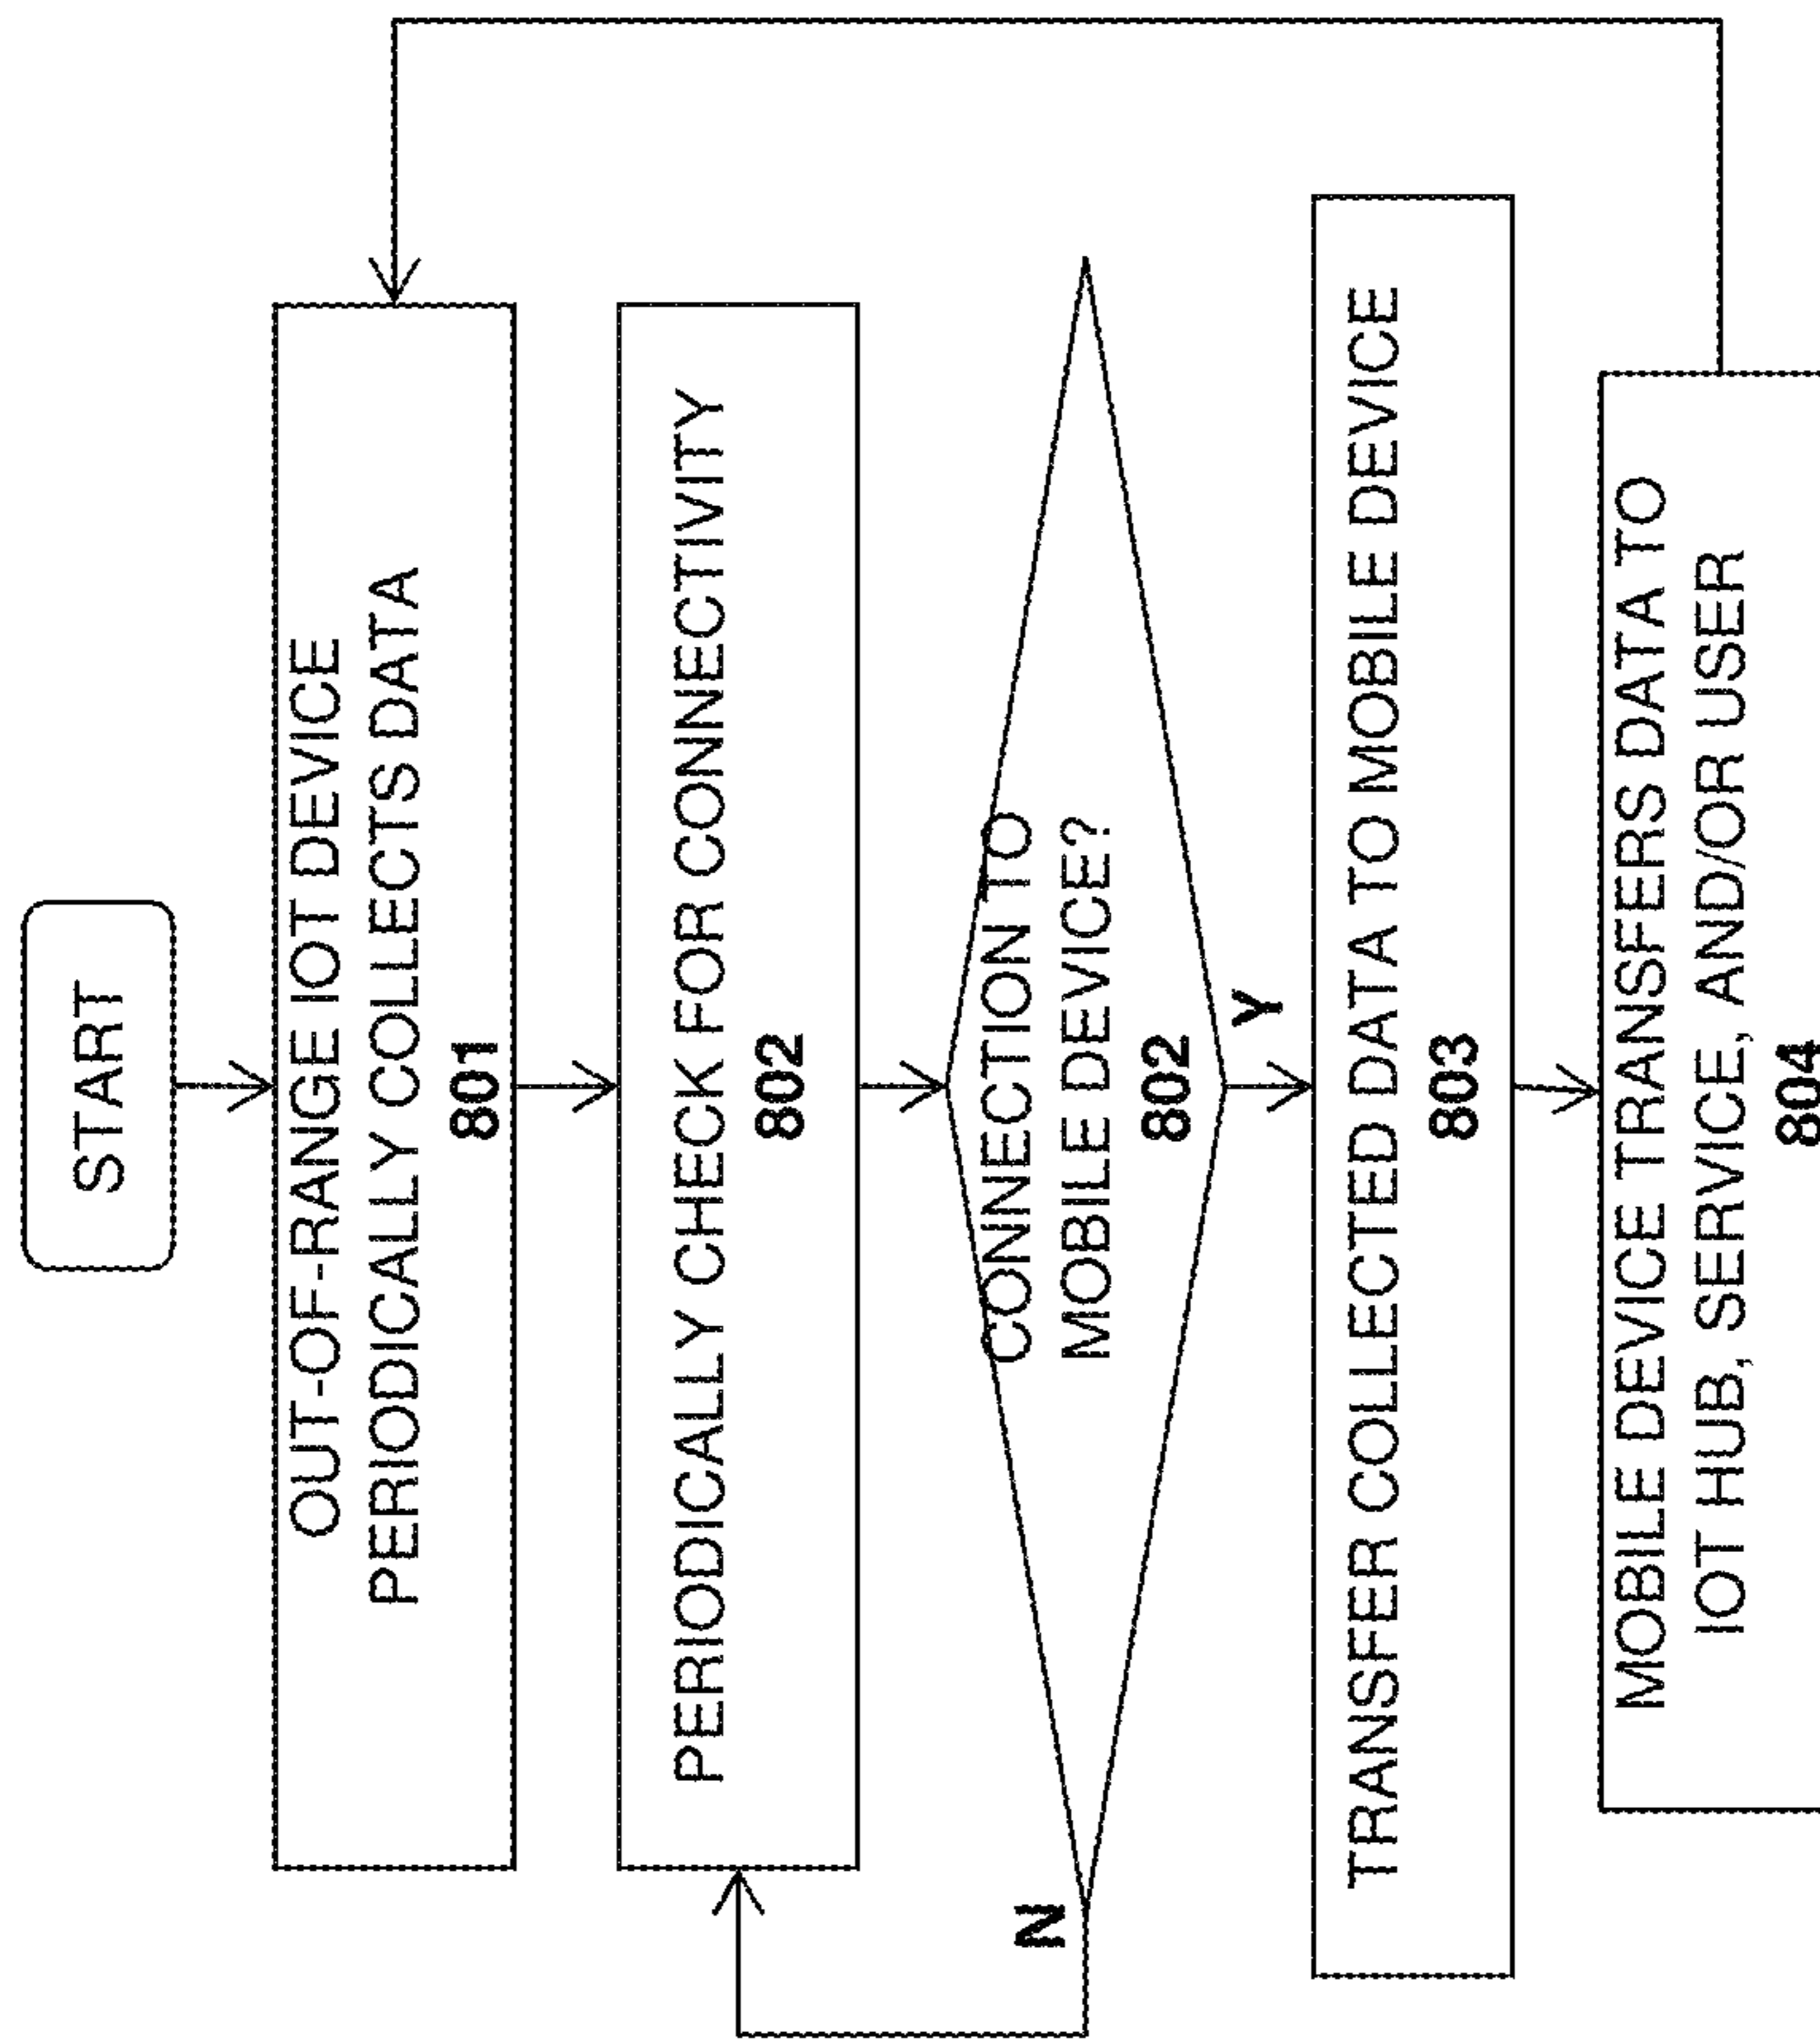 START
OUT-OF-RANGE IOT DEVICE
PERIODICALLY COLLECTS DATA
801
PERIODICALLY CHECK FOR CONNECTIVITY
802
CONNECTION TO
MOBILE DEVICE?
802
N
Y
TRANSFER COLLECTED DATA TO MOBILE DEVICE
803
MOBILE DEVICE TRANSFERS DATA TO
IOT HUB, SERVICE, AND/OR USER
804